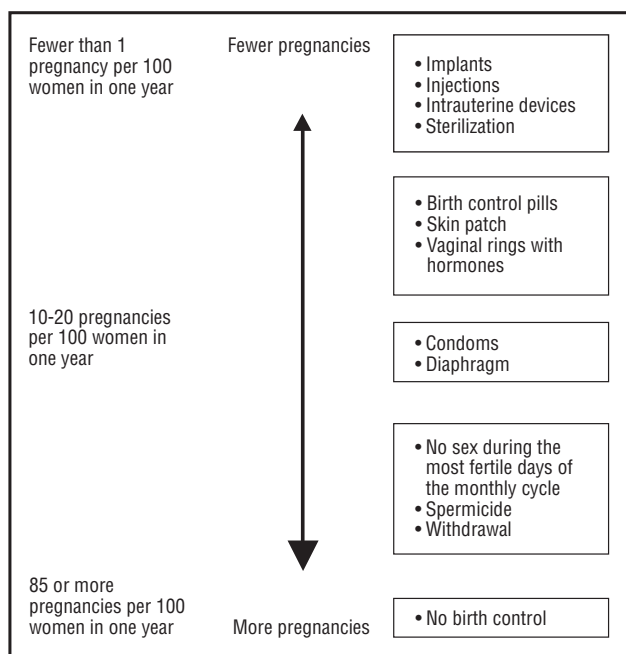 Fewer than 1
pregnancy per 100
women in one year
Fewer pregnancies
• Implants
• Injections
• Intrauterine devices
• Sterilization
• Birth control pills
• Skin patch
• Vaginal rings with
hormones
10-20 pregnancies
per 100 women in
one year
• Condoms
• Diaphragm
• No sex during the
most fertile days of
the monthly cycle
• Spermicide
• Withdrawal
85 or more
pregnancies per 100
women in one year
More pregnancies
• No birth control